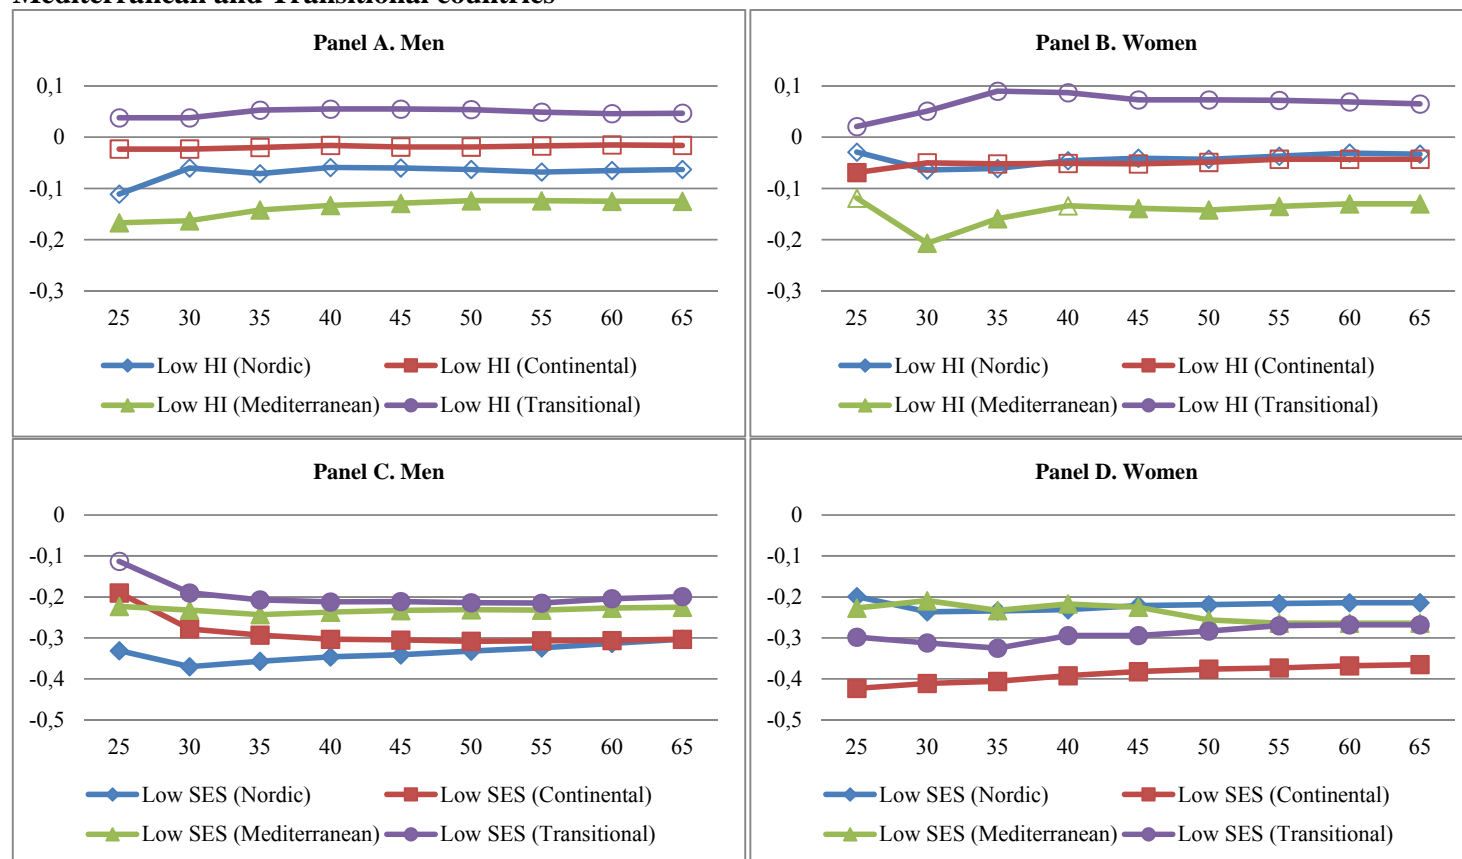 Mediterranean and Transitional countries
Panel A. Men
0,1
0
-0,1
-0,2
-0,3
25 30 35 40 45 50 55 60 65
Low HI (Nordic) Low HI (Continental)
Low HI (Mediterranean) Low HI (Transitional)
Panel B. Women
0,1
0
-0,1
-0,2
-0,3
25 30 35 40 45 50 55 60 65
Low HI (Nordic) Low HI (Continental)
Low HI (Mediterranean) Low HI (Transitional)
Panel C. Men
0
-0,1
-0,2
-0,3
-0,4
-0,5
25 30 35 40 45 50 55 60 65
Low SES (Nordic) Low SES (Continental)
Low SES (Mediterranean) Low SES (Transitional)
Panel D. Women
0
-0,1
-0,2
-0,3
-0,4
-0,5
25 30 35 40 45 50 55 60 65
Low SES (Nordic) Low SES (Continental)
Low SES (Mediterranean) Low SES (Transitional)